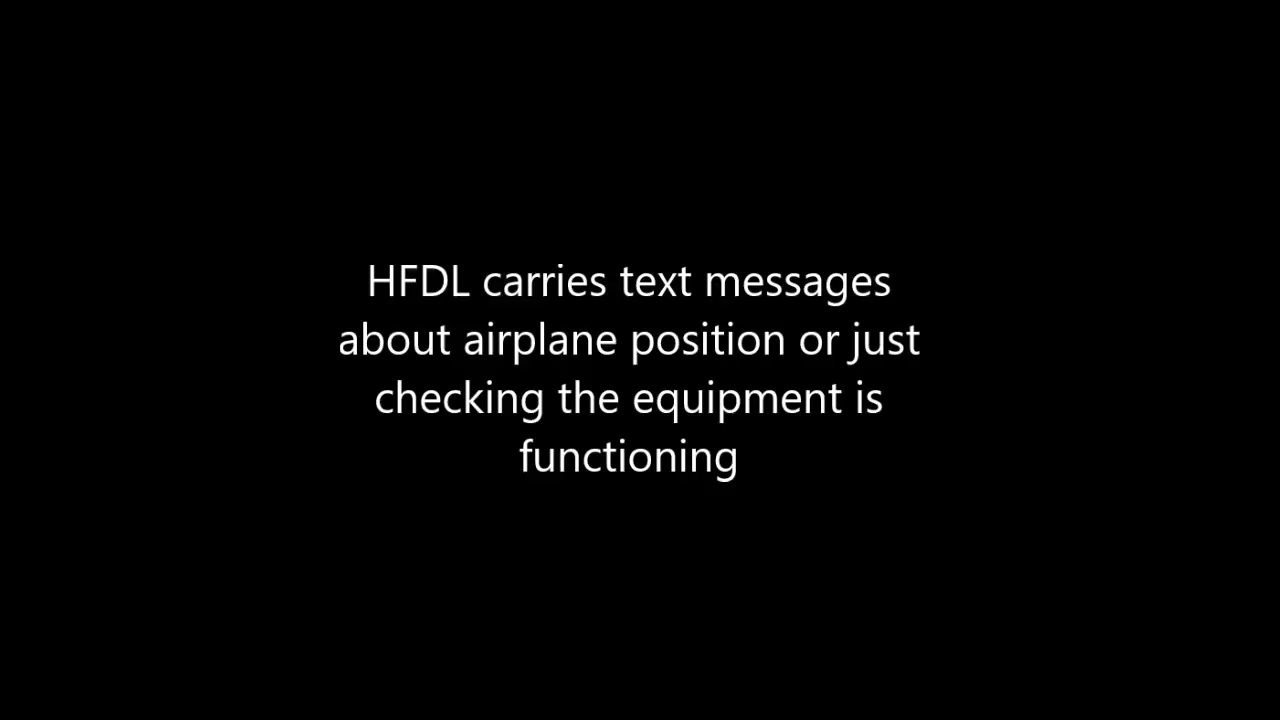 HFDL carries text messages
about airplane position or just
checking the equipment is
functioning